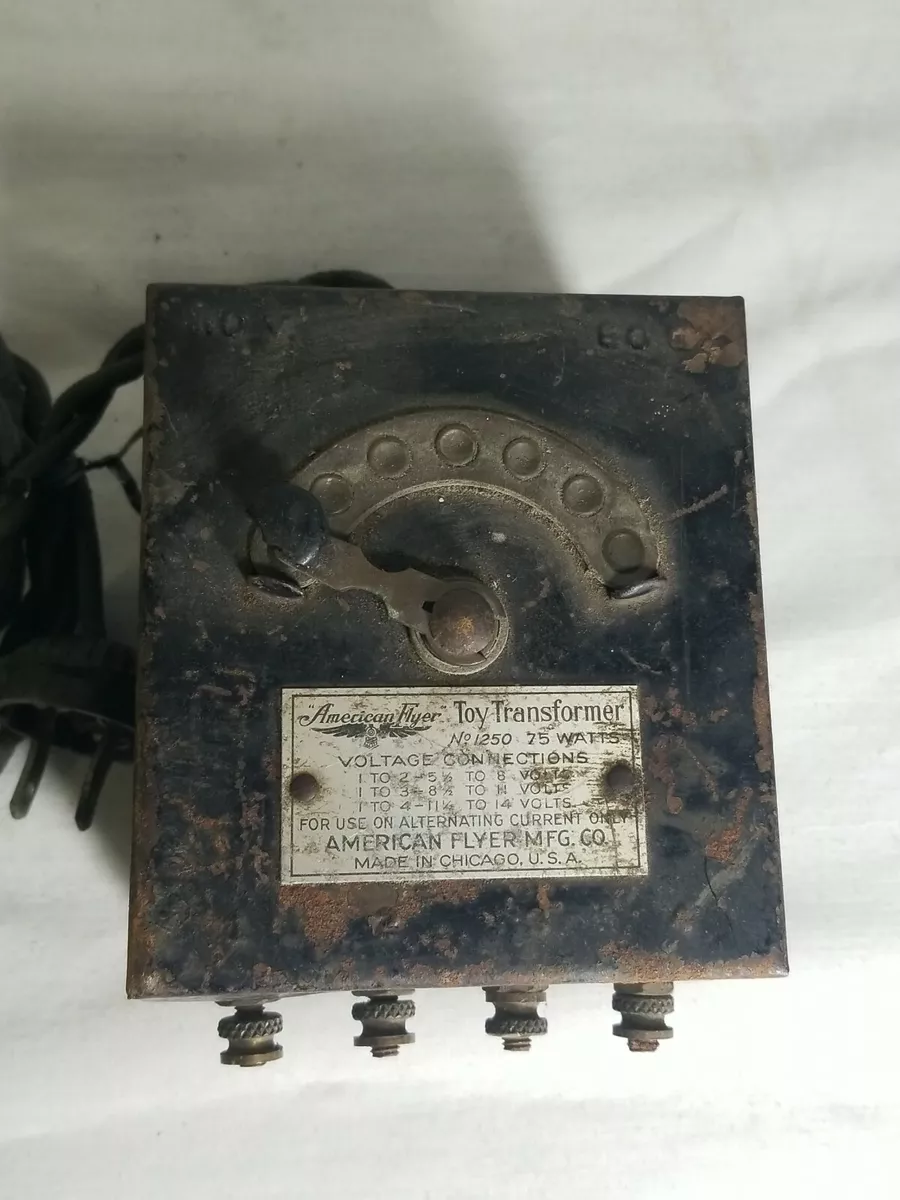 "American Flyer" Toy Transformer
No 1250 75 WATTS
VOLTAGE CONNECTIONS
1 TO 2-5½ TO 8 VOLTS
1 TO 3-8½ TO 11 VOLTS
1 TO 4-11½ TO 14 VOLTS.
FOR USE ON ALTERNATING CURRENT ONLY
AMERICAN FLYER MFG. CO.
MADE IN CHICAGO, U.S.A.